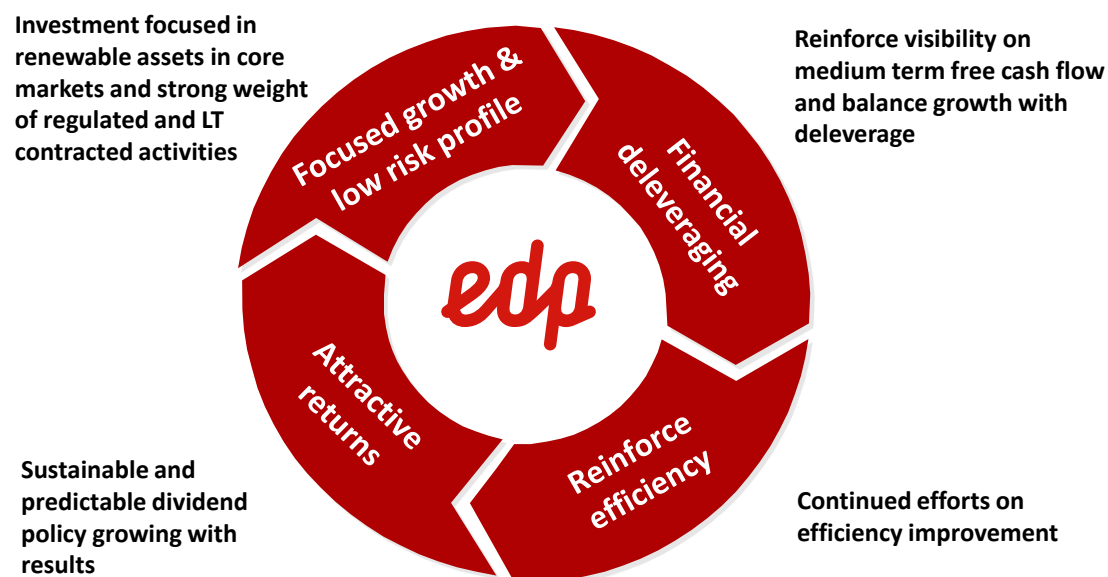 Investment focused in
renewable assets in core
markets and strong weight
of regulated and LT
contracted activities
Focused growth &
low risk profile
Reinforce visibility on
medium term free cash flow
and balance growth with
deleverage
Financial
deleveraging
edp
Attractive
returns
Reinforce
efficiency
Sustainable and
predictable dividend
policy growing with
results
Continued efforts on
efficiency improvement